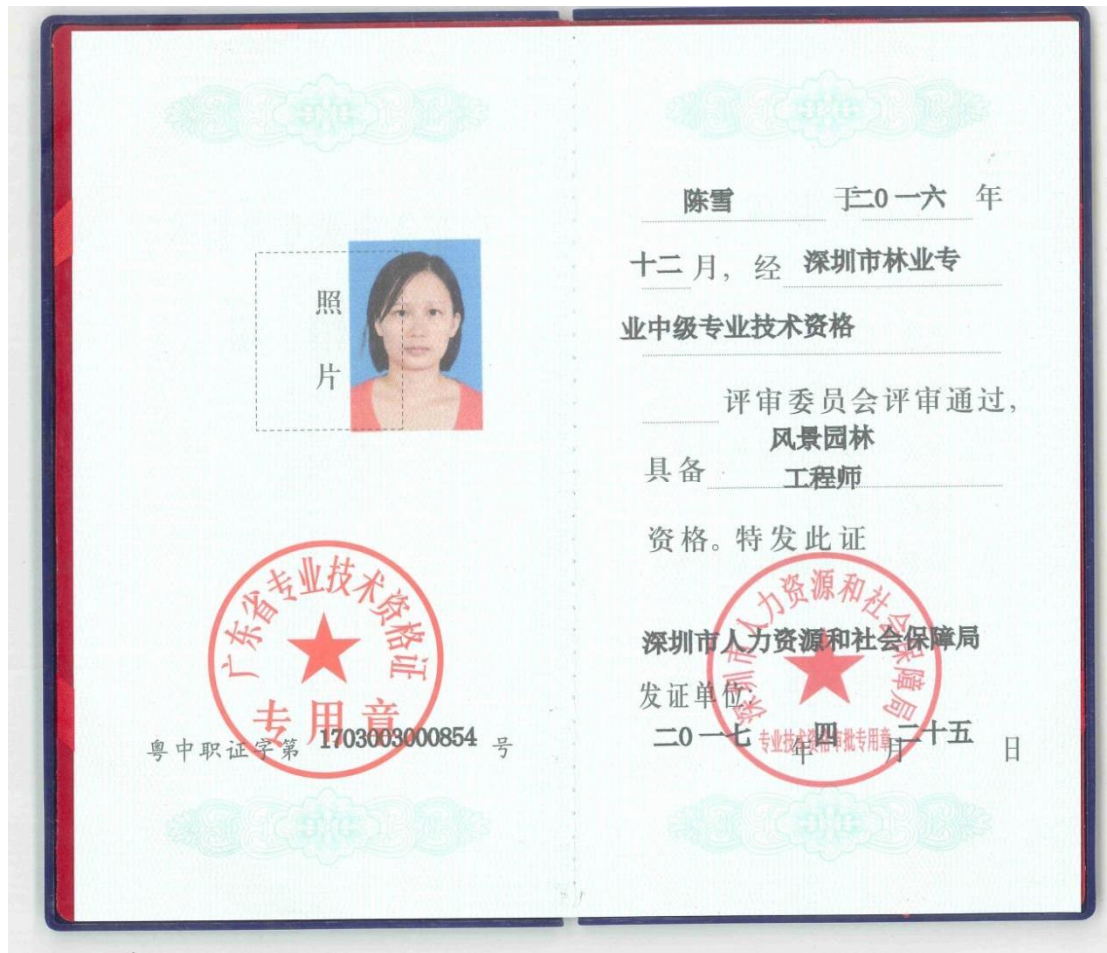 照
片
广东省专业技术资格证
专用章
粤中职证字第 1703003000854 号
陈雪 于二0一六 年
十二月，经 深圳市林业专
业中级专业技术资格
评审委员会评审通过，
风景园林
具备 工程师
资格。特发此证
深圳市人力资源和社会保障局
深圳市人力资源和社会保障局
发证单位：
专业技术资格审批专用章
二0一七 年 四 月二十五 日